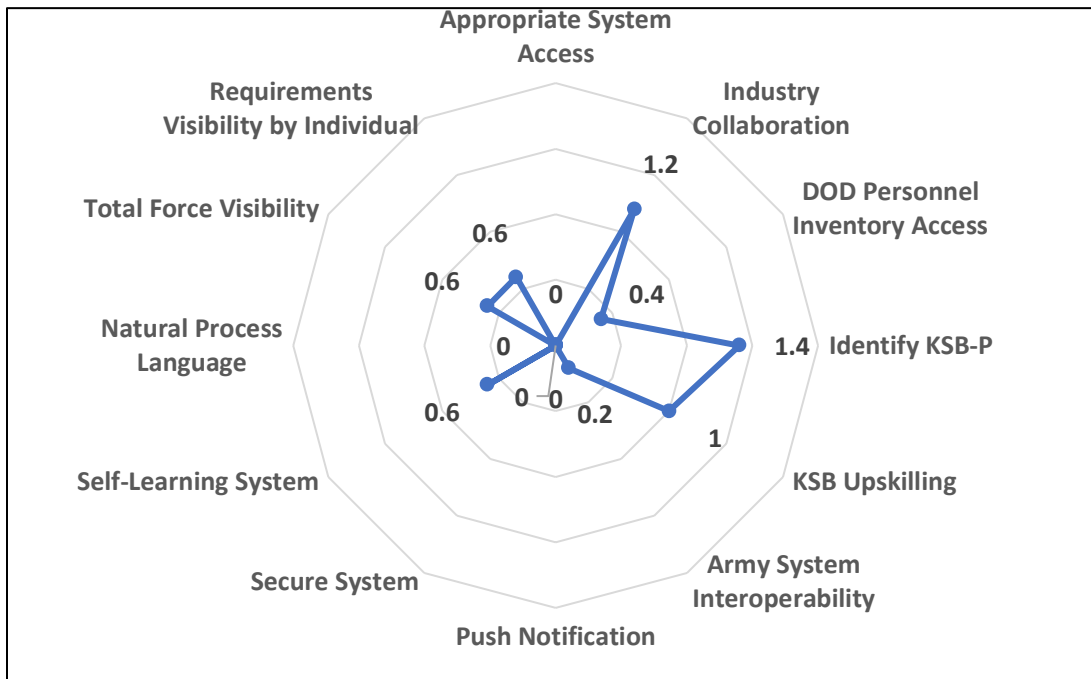 Appropriate System
Access
Industry
Collaboration
DOD Personnel
Inventory Access
Identify KSB-P
KSB Upskilling
Army System
Interoperability
Push Notification
Secure System
Self-Learning System
Natural Process
Language
Total Force Visibility
Requirements
Visibility by Individual
0
1.2
0.4
1.4
1
0.2
0
0
0.6
0
0.6
0.6